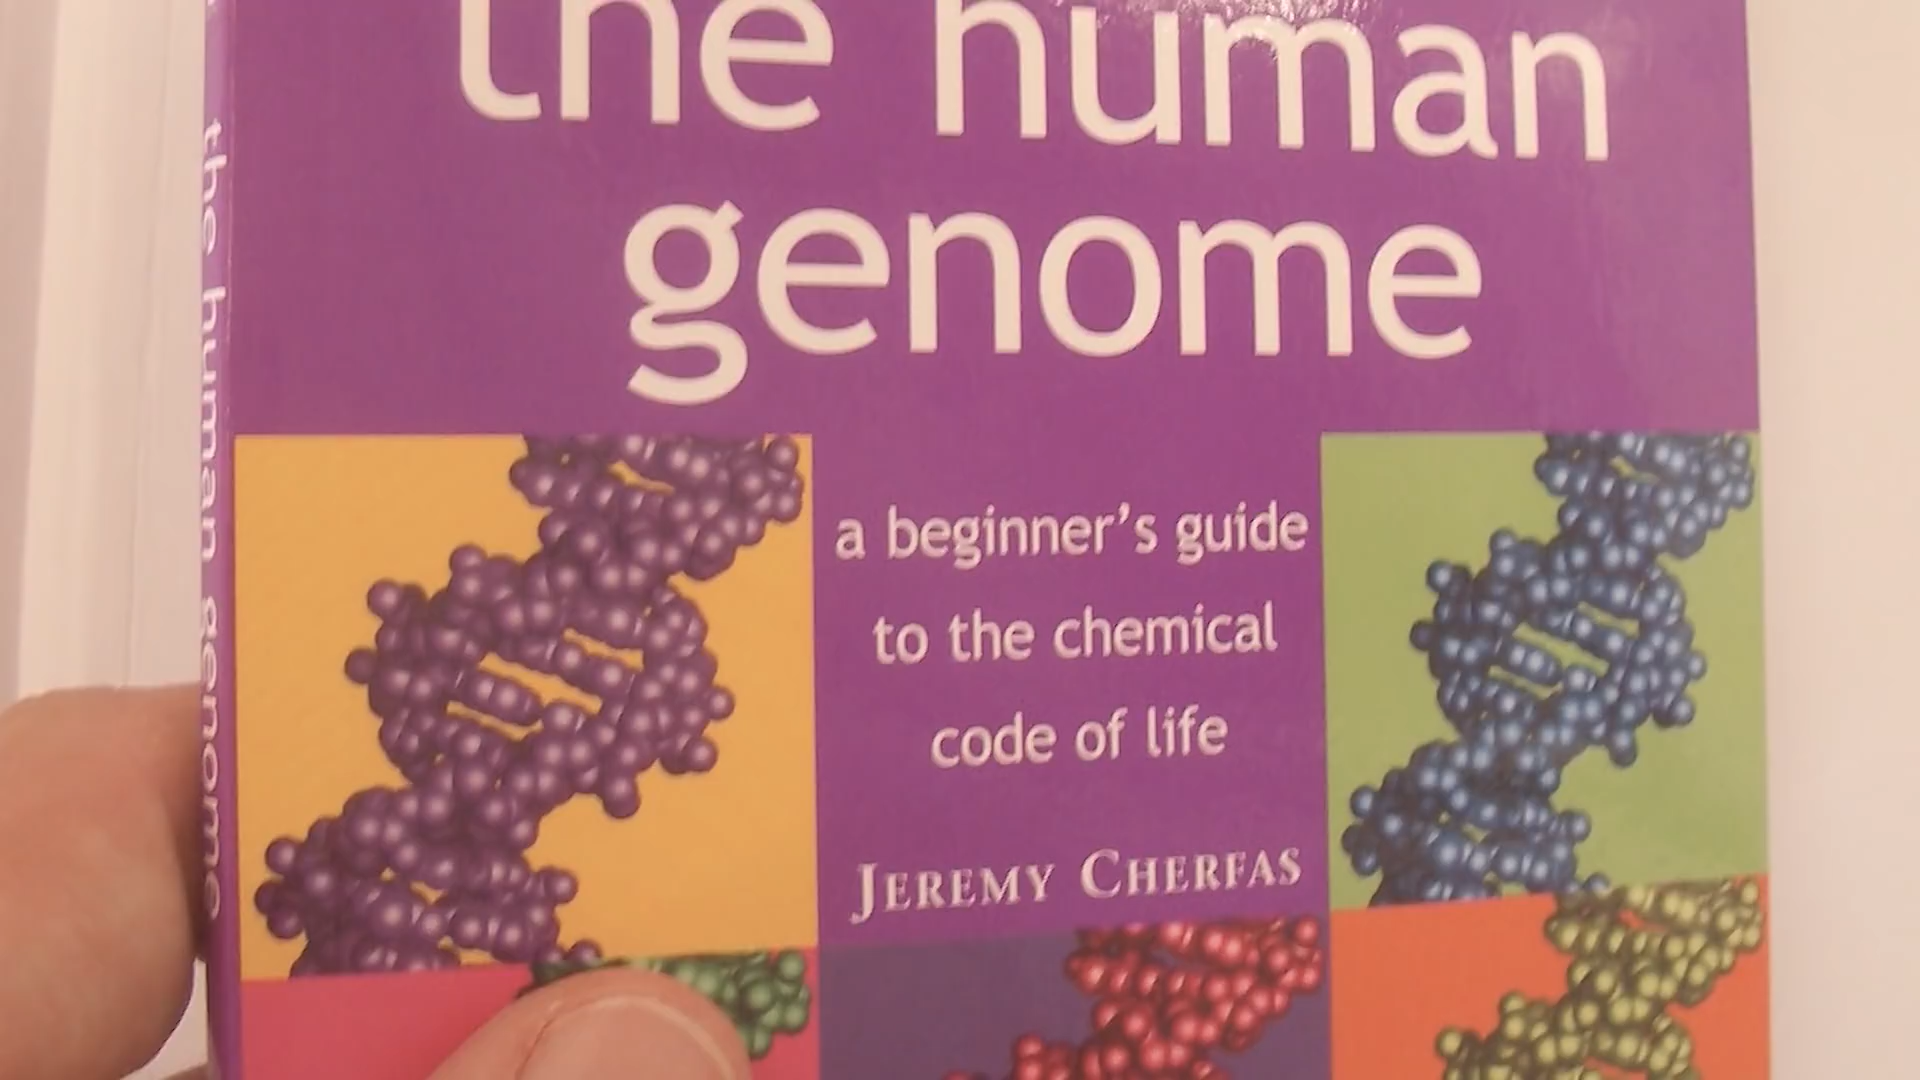 the human
genome
a beginner's guide
to the chemical
code of life
JEREMY CHERFAS
the human genome